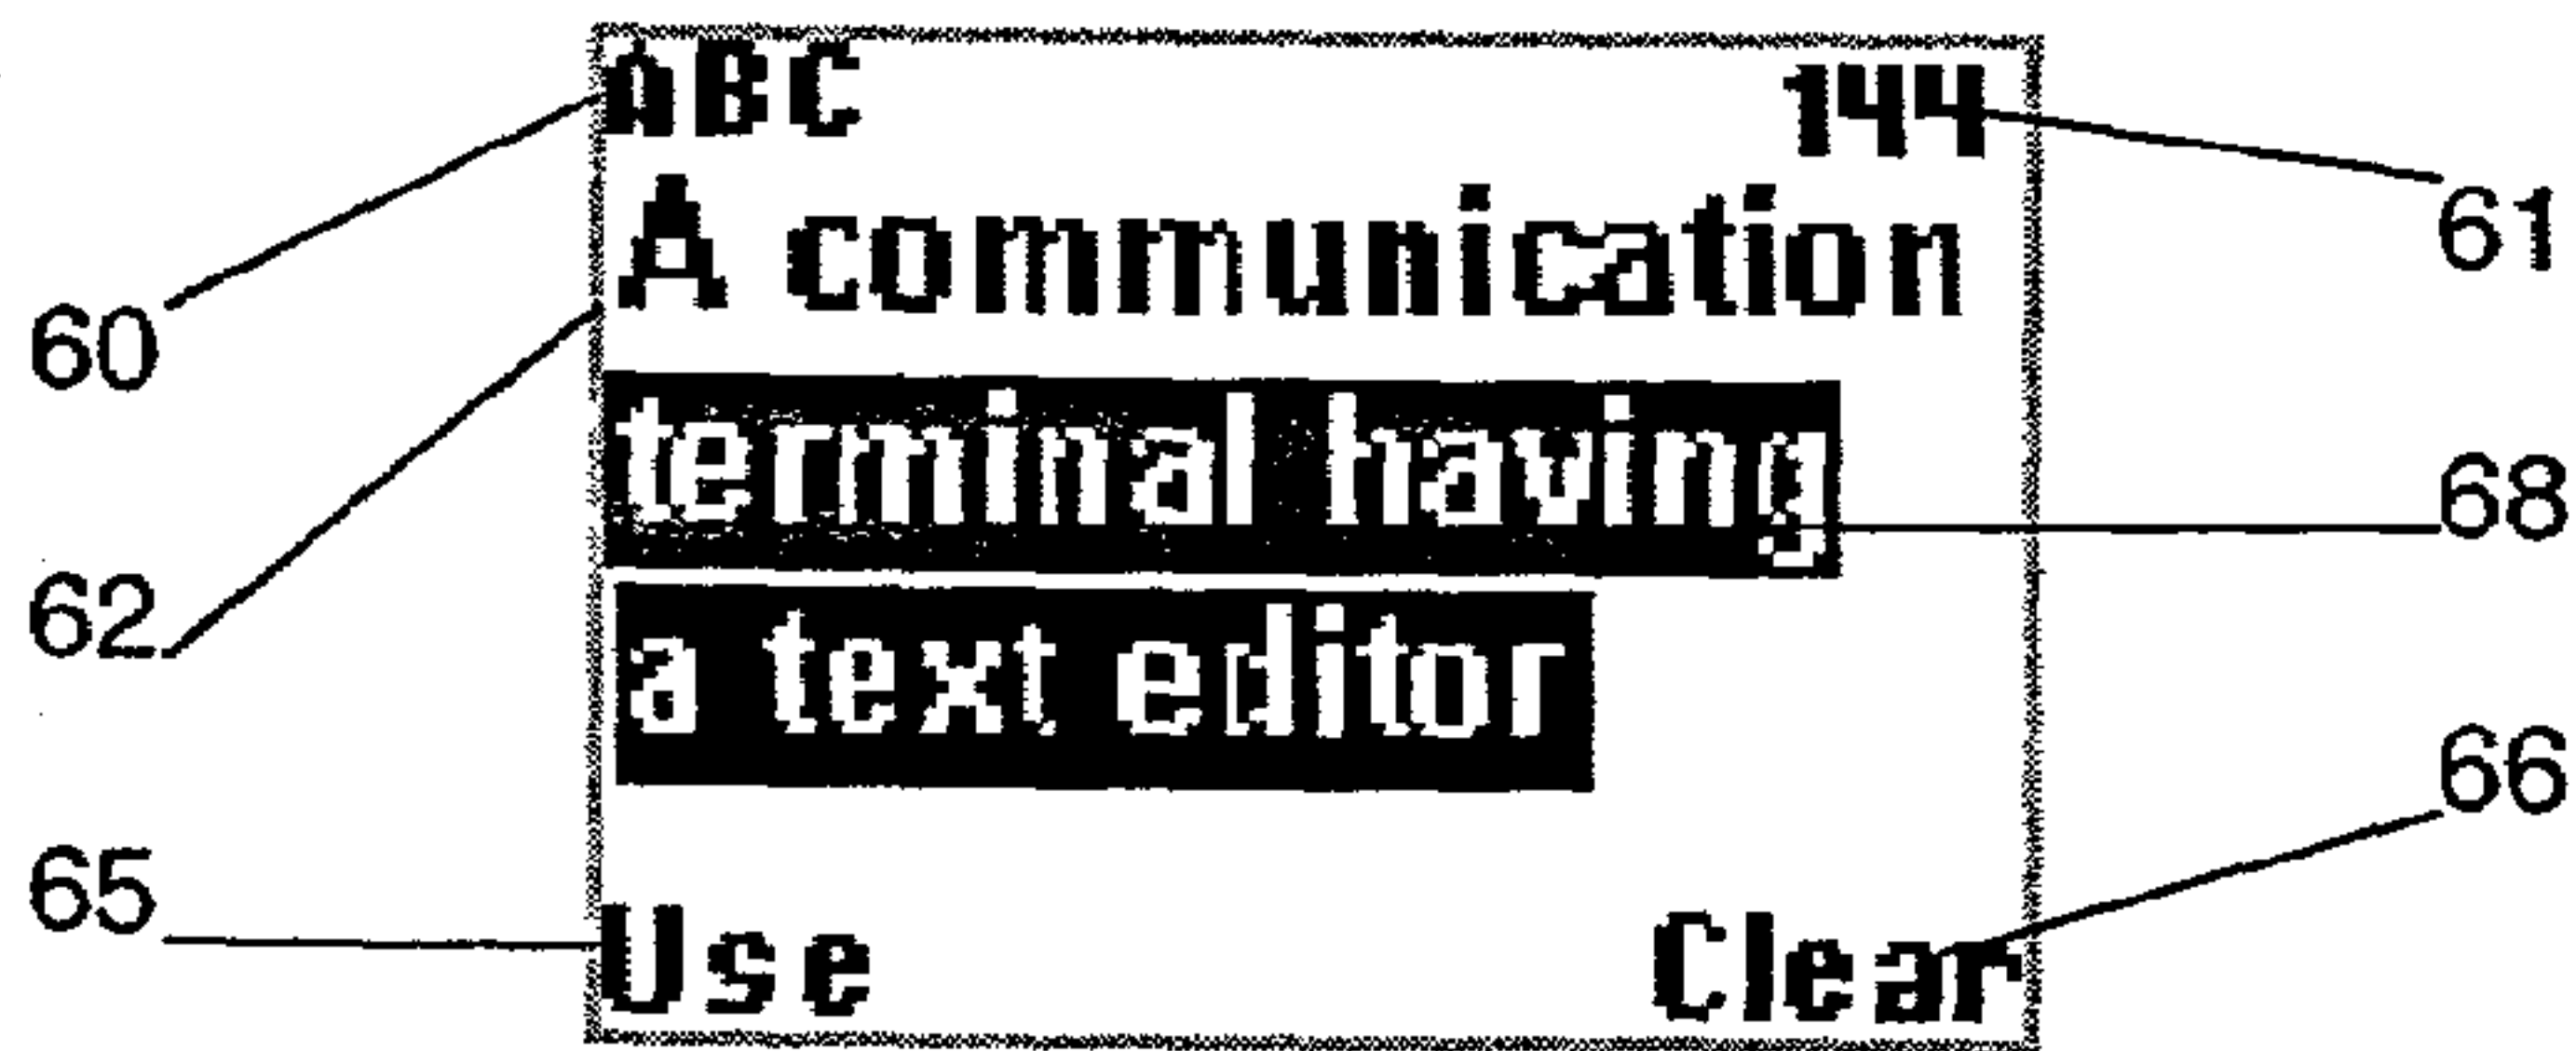 ABC 144
A communication
terminal having
a text editor
Use Clear
60
62
65
61
68
66